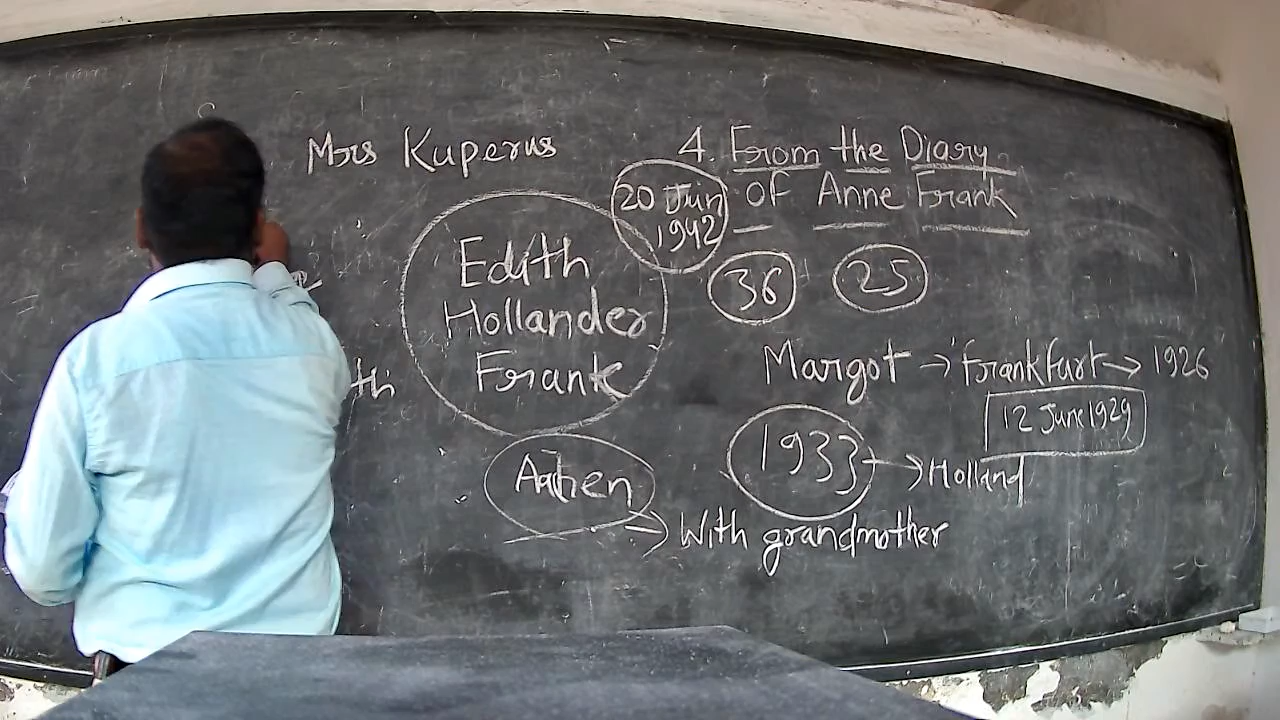 Mrs Kuperus
4. From the Diary
of Anne Frank
20 Jun
1942
36
25
Edith
Hollander
Frank
Margot → Frankfurt → 1926
12 June 1929
1933 → Holland
Aachen
→ With grandmother